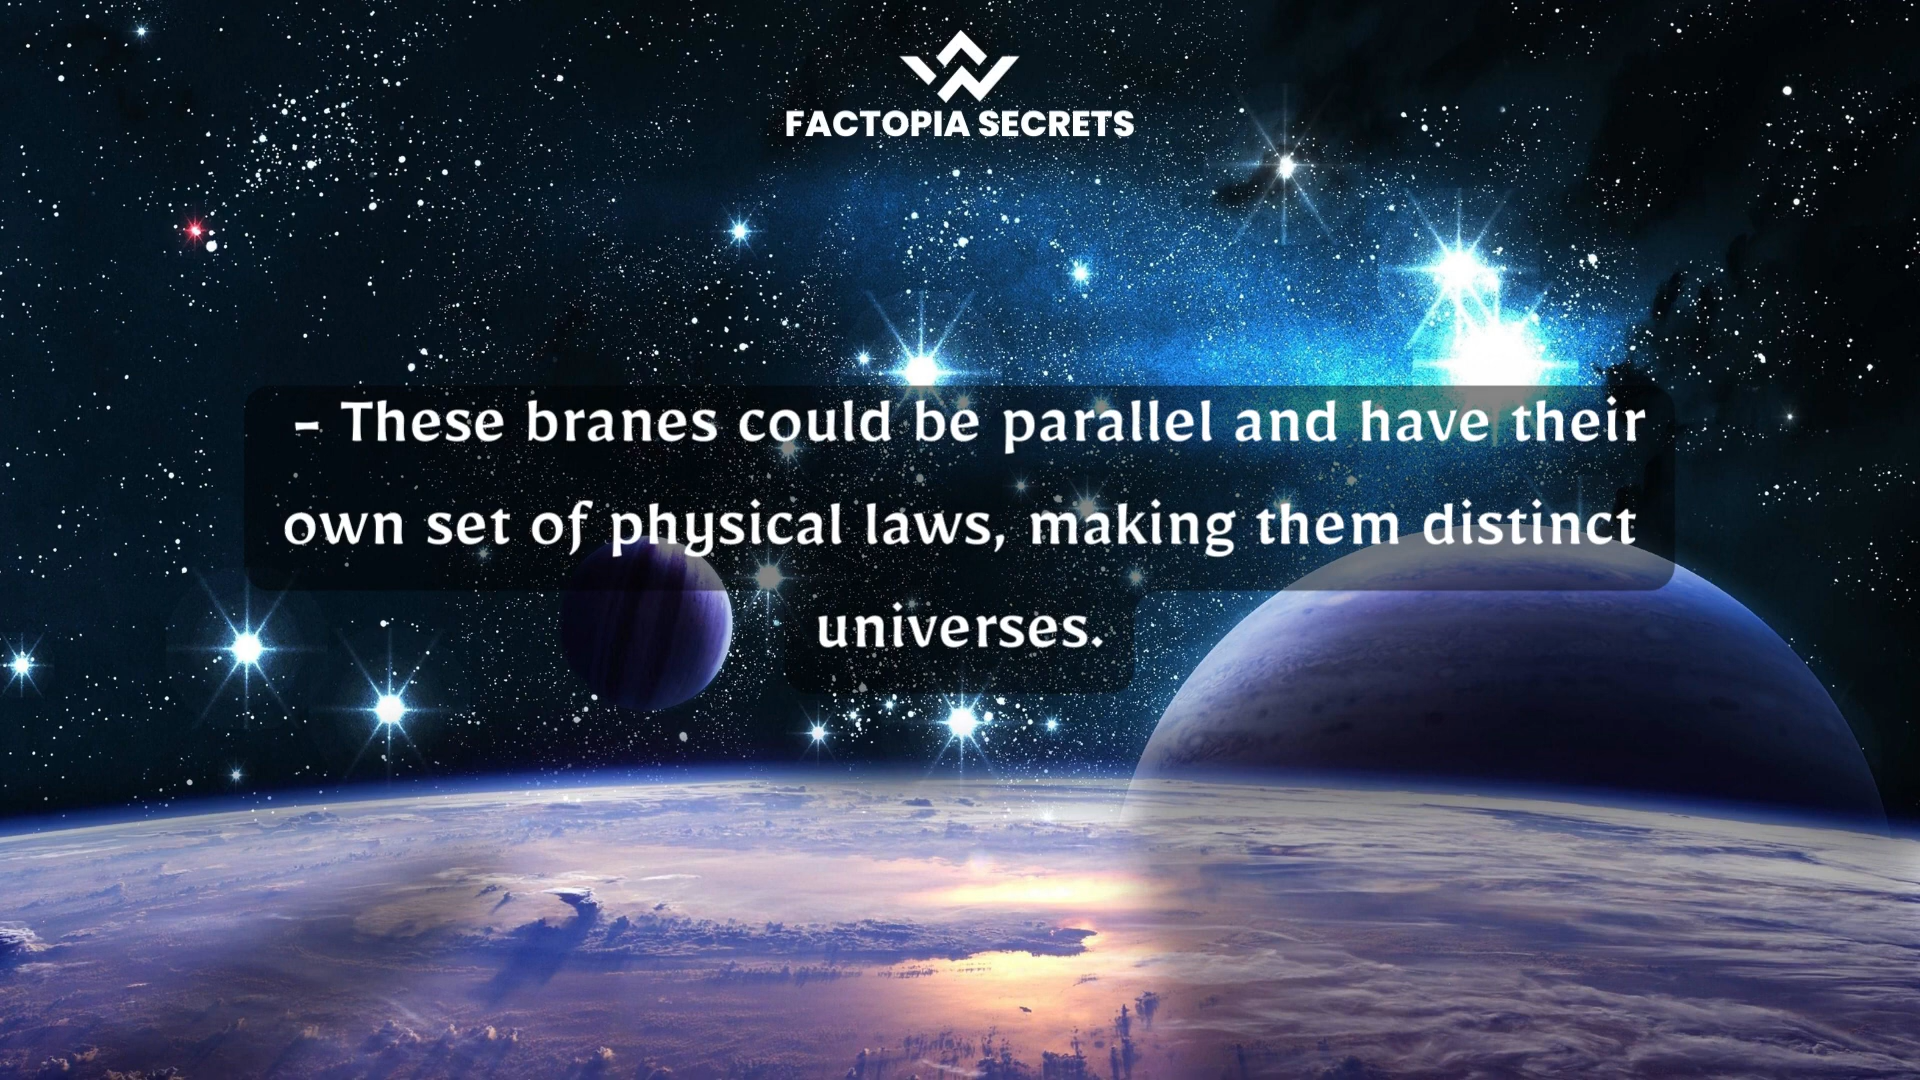 FACTOPIA SECRETS
- These branes could be parallel and have their
own set of physical laws, making them distinct
universes.